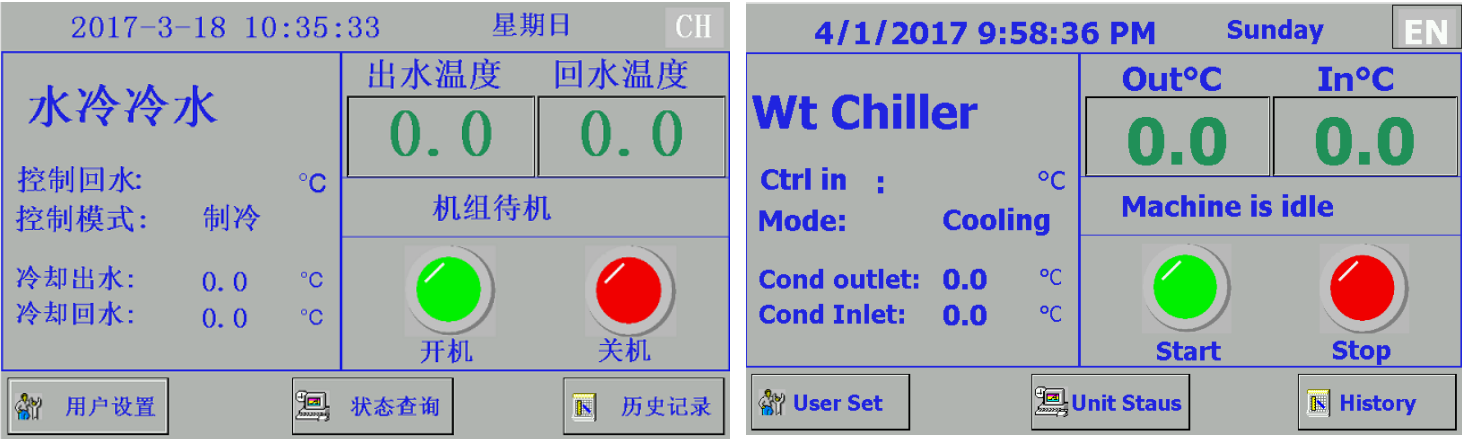 2017-3-18 10:35:33 星期日 CH
水冷冷水
出水温度 回水温度
0.0 0.0
控制回水: °C
控制模式: 制冷
机组待机
冷却出水: 0.0 °C
冷却回水: 0.0 °C
开机 关机
用户设置 状态查询 历史记录
4/1/2017 9:58:36 PM Sunday EN
Wt Chiller
Out°C In°C
0.0 0.0
Ctrl in : °C
Mode: Cooling
Machine is idle
Cond outlet: 0.0 °C
Cond Inlet: 0.0 °C
Start Stop
User Set Unit Staus History